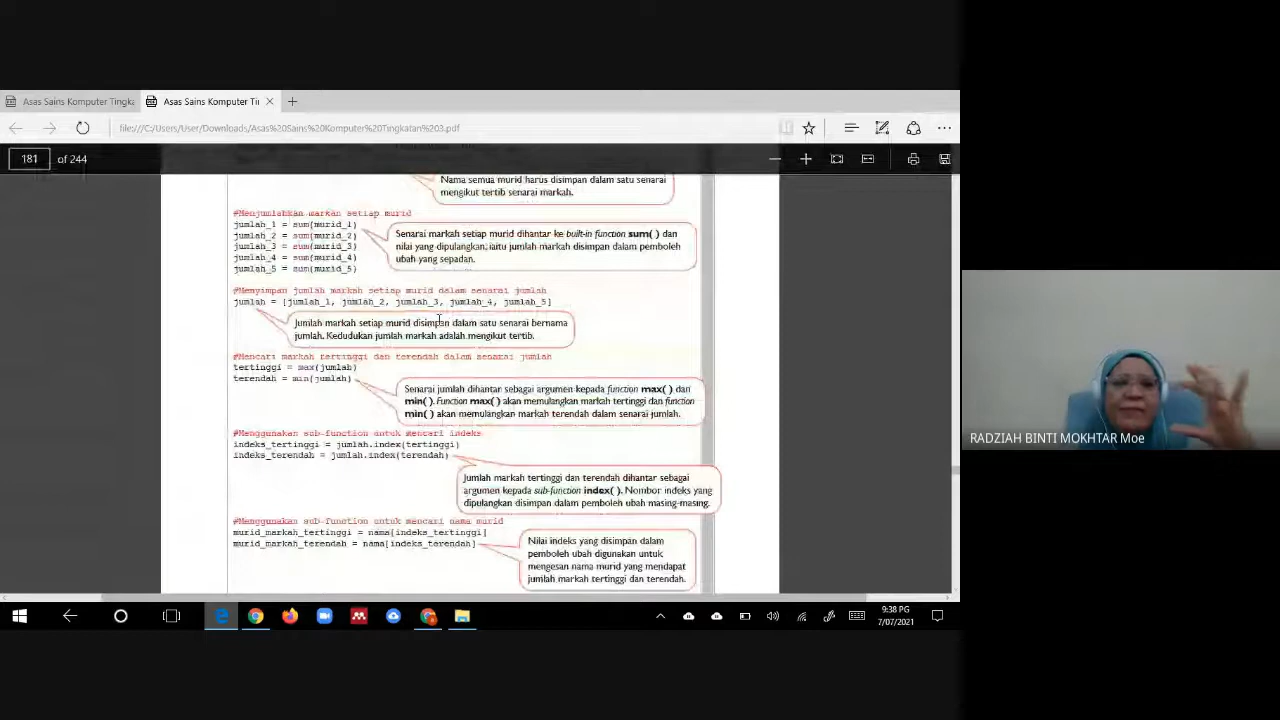 Asas Sains Komputer Tingka
Asas Sains Komputer Ti
file:///C:/Users/User/Downloads/Asas%20Sains%20Komputer%20Tingkatan%203.pdf
181 of 244
Nama semua murid harus disimpan dalam satu senarai
mengikut tertib senarai markah.
#Menjumlahkan markah setiap murid
jumlah_1 = sum(murid_1)
jumlah_2 = sum(murid_2)
jumlah_3 = sum(murid_3)
jumlah_4 = sum(murid_4)
jumlah_5 = sum(murid_5)
Senarai markah setiap murid dihantar ke built-in function sum( ) dan
nilai yang dipulangkan, iaitu jumlah markah disimpan dalam pemboleh
ubah yang sepadan.
#Menyimpan jumlah markah setiap murid dalam senarai jumlah
jumlah = [jumlah_1, jumlah_2, jumlah_3, jumlah_4, jumlah_5]
Jumlah markah setiap murid disimpan dalam satu senarai bernama
jumlah. Kedudukan jumlah markah adalah mengikut tertib.
#Mencari markah tertinggi dan terendah dalam senarai jumlah
tertinggi = max(jumlah)
terendah = min(jumlah)
Senarai jumlah dihantar sebagai argumen kepada function max( ) dan
min( ). Function max( ) akan memulangkan markah tertinggi dan function
min( ) akan memulangkan markah terendah dalam senarai jumlah.
#Menggunakan sub-function untuk mencari indeks
indeks_tertinggi = jumlah.index(tertinggi)
indeks_terendah = jumlah.index(terendah)
Jumlah markah tertinggi dan terendah dihantar sebagai
argumen kepada sub-function index( ). Nombor indeks yang
dipulangkan disimpan dalam pemboleh ubah masing-masing.
#Menggunakan sub-function untuk mencari nama murid
murid_markah_tertinggi = nama[indeks_tertinggi]
murid_markah_terendah = nama[indeks_terendah]
Nilai indeks yang disimpan dalam
pemboleh ubah digunakan untuk
mengesan nama murid yang mendapat
jumlah markah tertinggi dan terendah.
RADZIAH BINTI MOKHTAR Moe
9:38 PG
7/07/2021